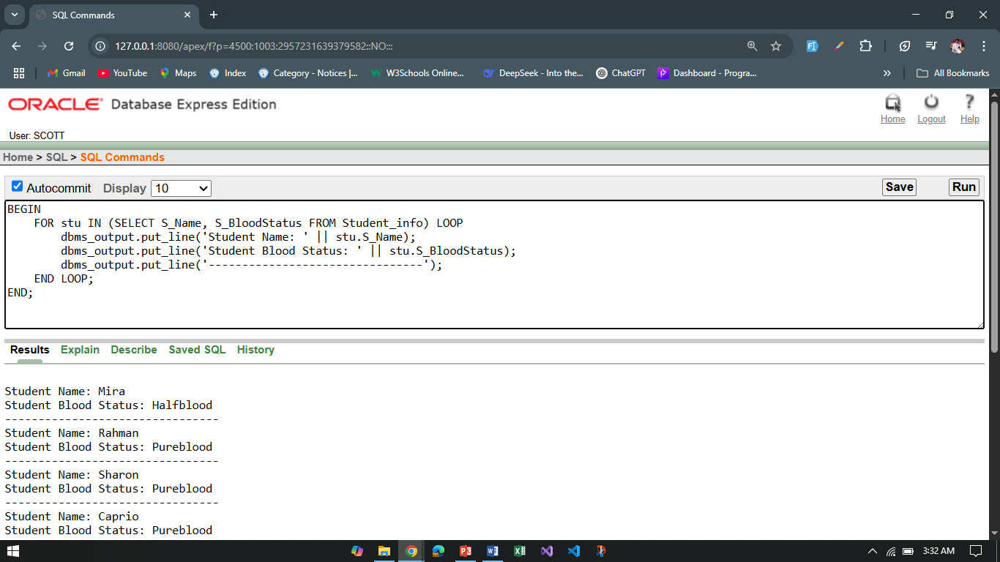 SQL Commands
127.0.0.1:8080/apex/f?p=4500:1003:2957231639379582::NO:::
Gmail YouTube Maps Index Category - Notices |... W3Schools Online... DeepSeek - Into the... ChatGPT Dashboard - Progra... » All Bookmarks
ORACLE Database Express Edition
Home Logout Help
User: SCOTT
Home > SQL > SQL Commands
Autocommit Display 10 Save Run
BEGIN
    FOR stu IN (SELECT S_Name, S_BloodStatus FROM Student_info) LOOP
        dbms_output.put_line('Student Name: ' || stu.S_Name);
        dbms_output.put_line('Student Blood Status: ' || stu.S_BloodStatus);
        dbms_output.put_line('--------------------------------');
    END LOOP;
END;
Results Explain Describe Saved SQL History
Student Name: Mira
Student Blood Status: Halfblood
--------------------------------
Student Name: Rahman
Student Blood Status: Pureblood
--------------------------------
Student Name: Sharon
Student Blood Status: Pureblood
--------------------------------
Student Name: Caprio
Student Blood Status: Pureblood
3:32 AM